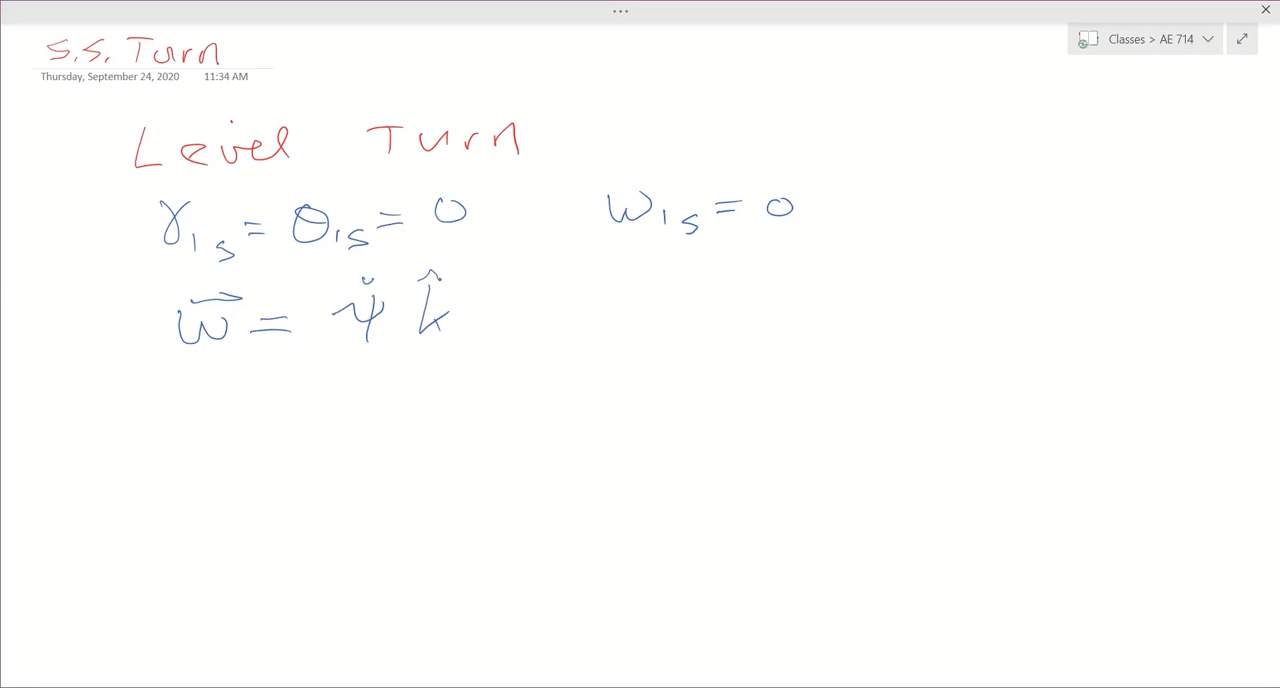 ...
Classes > AE 714
S.S. Turn
Thursday, September 24, 2020 11:34 AM
Level Turn
γ₁ₛ = θ₁ₛ = 0 w₁ₛ = 0
ω⃗ = ψ̇ k̂